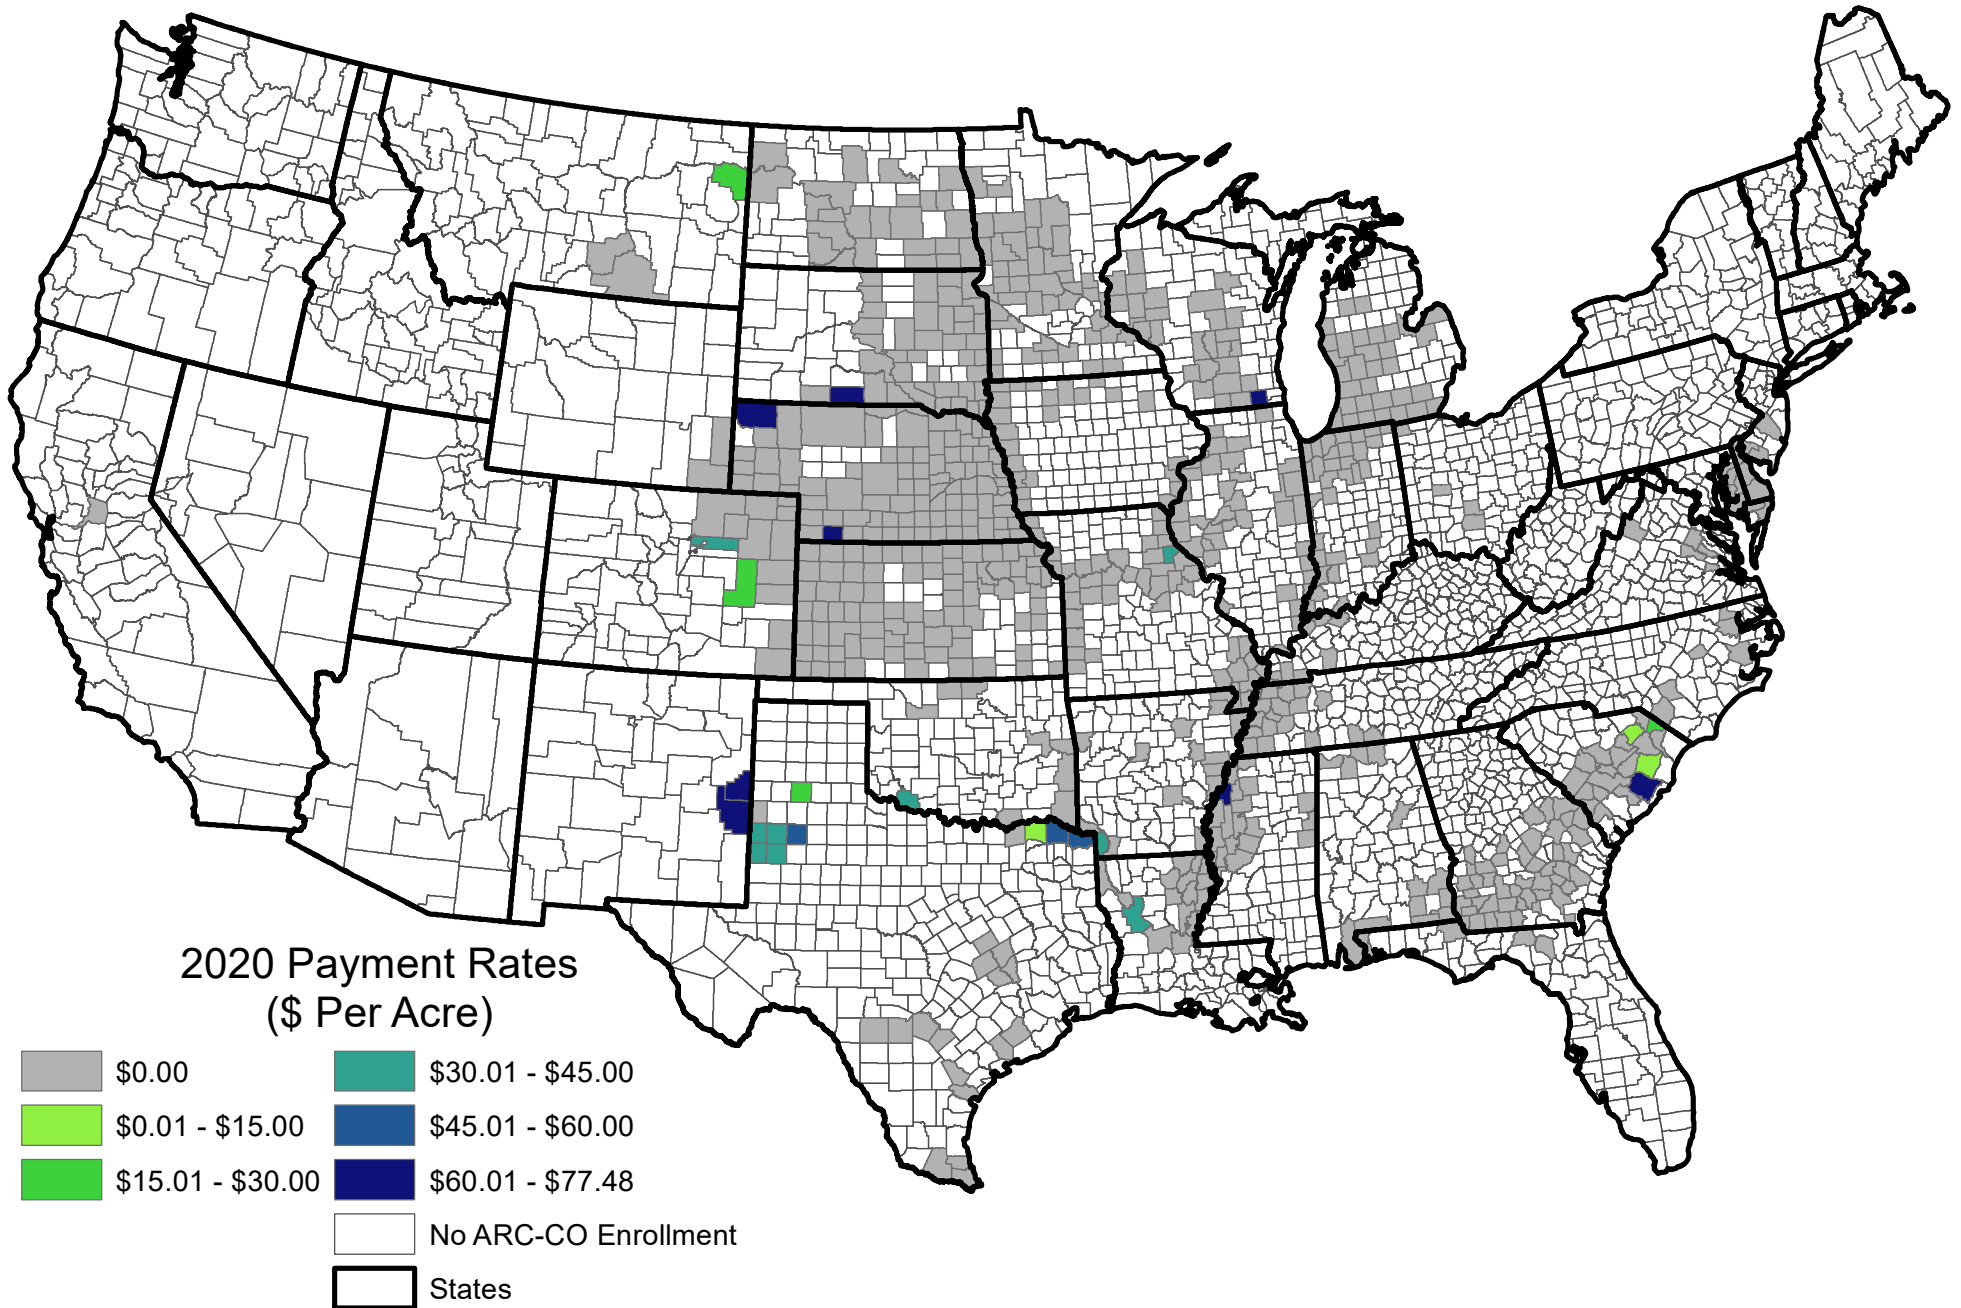 2020 Payment Rates
($ Per Acre)
$0.00
$0.01 - $15.00
$15.01 - $30.00
$30.01 - $45.00
$45.01 - $60.00
$60.01 - $77.48
No ARC-CO Enrollment
States